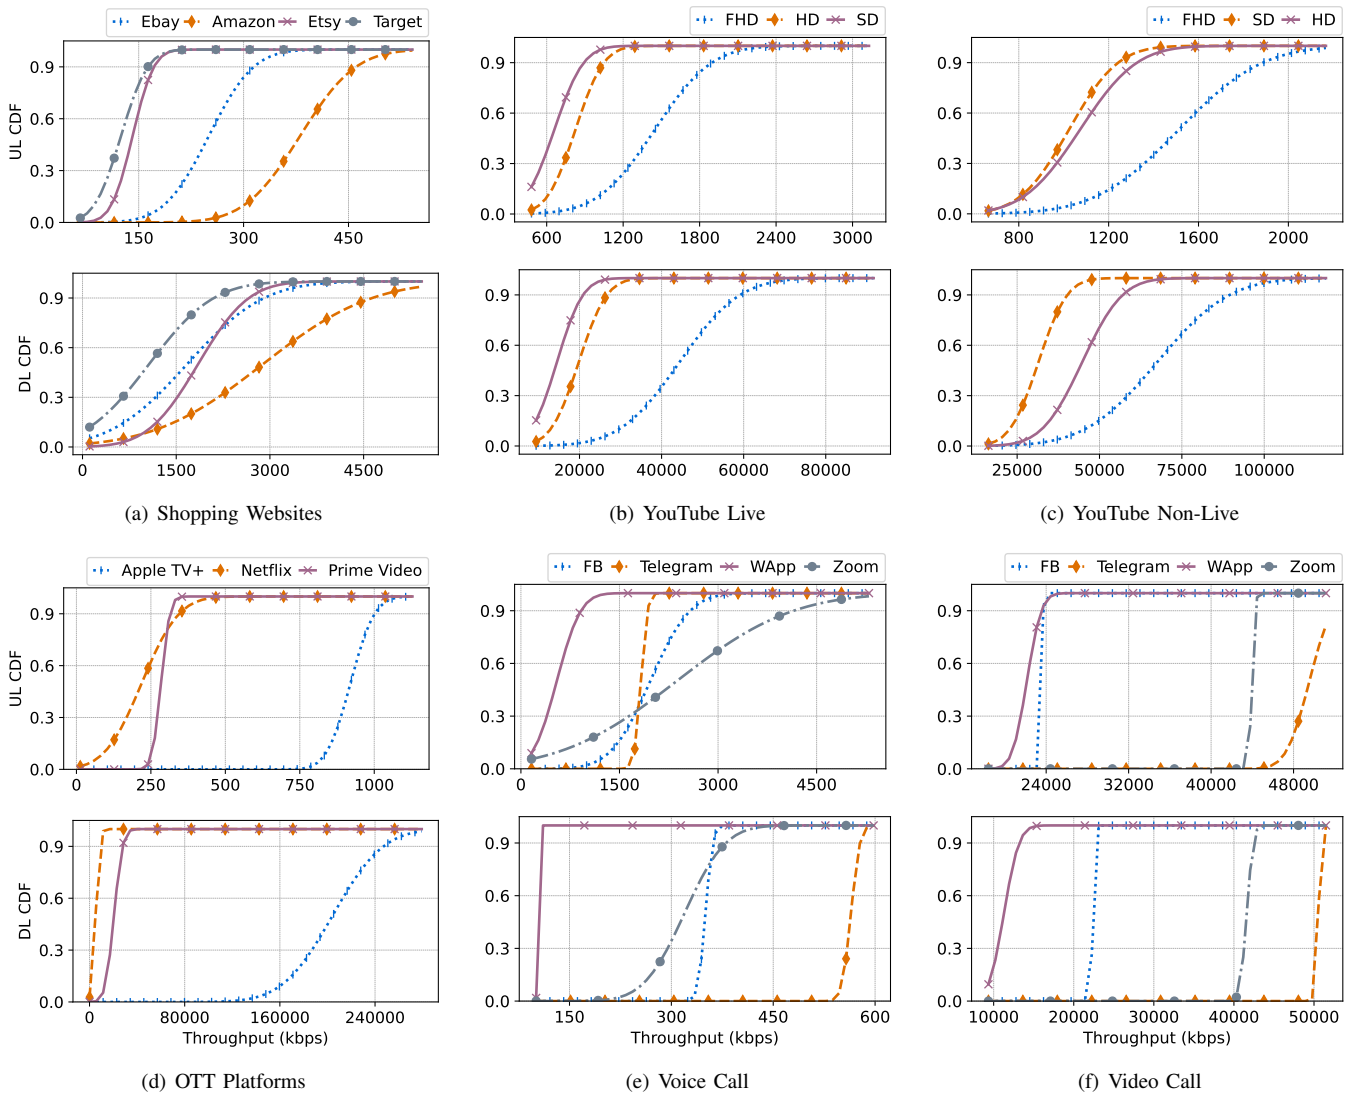 Ebay Amazon Etsy Target
UL CDF
0.9
0.6
0.3
0.0
150 300 450
DL CDF
0.9
0.6
0.3
0.0
0 1500 3000 4500
(a) Shopping Websites
FHD HD SD
0.9
0.6
0.3
0.0
600 1200 1800 2400 3000
0.9
0.6
0.3
0.0
20000 40000 60000 80000
(b) YouTube Live
FHD SD HD
0.9
0.6
0.3
0.0
800 1200 1600 2000
0.9
0.6
0.3
0.0
25000 50000 75000 100000
(c) YouTube Non-Live
Apple TV+ Netflix Prime Video
UL CDF
0.9
0.6
0.3
0.0
0 250 500 750 1000
DL CDF
0.9
0.6
0.3
0.0
0 80000 160000 240000
Throughput (kbps)
(d) OTT Platforms
FB Telegram WApp Zoom
0.9
0.6
0.3
0.0
0 1500 3000 4500
0.9
0.6
0.3
0.0
150 300 450 600
Throughput (kbps)
(e) Voice Call
FB Telegram WApp Zoom
0.9
0.6
0.3
0.0
24000 32000 40000 48000
0.9
0.6
0.3
0.0
10000 20000 30000 40000 50000
Throughput (kbps)
(f) Video Call